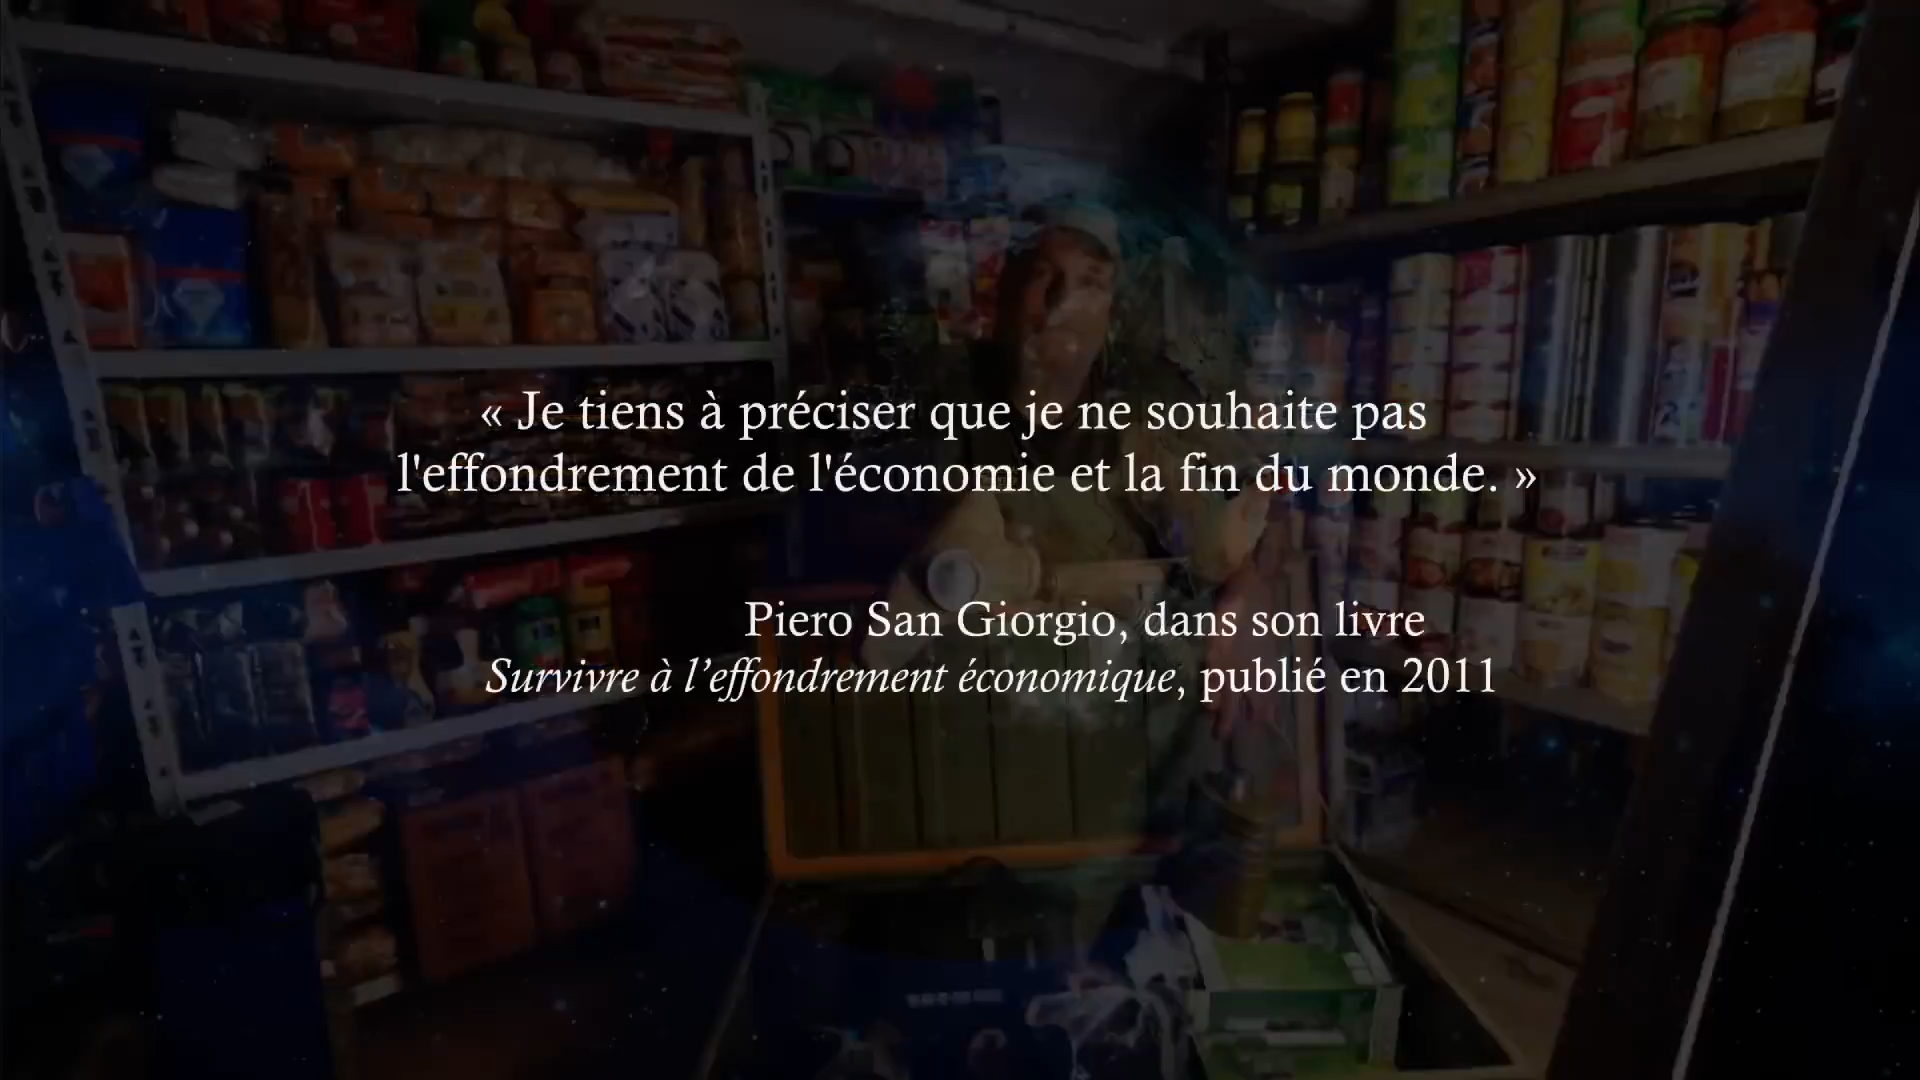 « Je tiens à préciser que je ne souhaite pas
l'effondrement de l'économie et la fin du monde. »
Piero San Giorgio, dans son livre
Survivre à l’effondrement économique, publié en 2011